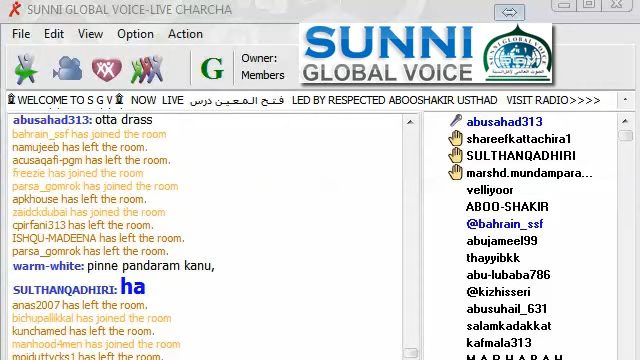 SUNNI GLOBAL VOICE-LIVE CHARCHA
File Edit View Option Action
SUNNI
GLOBAL VOICE
G
Owner:
Members
WELCOME TO S G V NOW LIVE فتح المعين درس LED BY RESPECTED ABOOSHAKIR USTHAD VISIT RADIO>>>>
abusahad313: otta drass
bahrain_ssf has joined the room
namujeeb has left the room.
acusaqafi-pgm has left the room.
freezie has joined the room
parsa_gomrok has joined the room
apkhouse has left the room.
zaidckdubai has joined the room
cpirfani313 has left the room.
ISHQU-MADEENA has left the room.
parsa_gomrok has left the room.
warm-white: pinne pandaram kanu,
SULTHANQADHIRI: ha
anas2007 has left the room.
bichupallikkal has joined the room
kunchamed has left the room.
manhood4men has joined the room
moiduttycks1 has left the room.
abusahad313
shareefkattachira1
SULTHANQADHIRI
marshd.mundampara...
velliyoor
ABOO-SHAKIR
@bahrain_ssf
abujameel99
thayyibkk
abu-lubaba786
@kizhisseri
abusuhail_631
salamkadakkat
kafmala313
M A R H A B A H